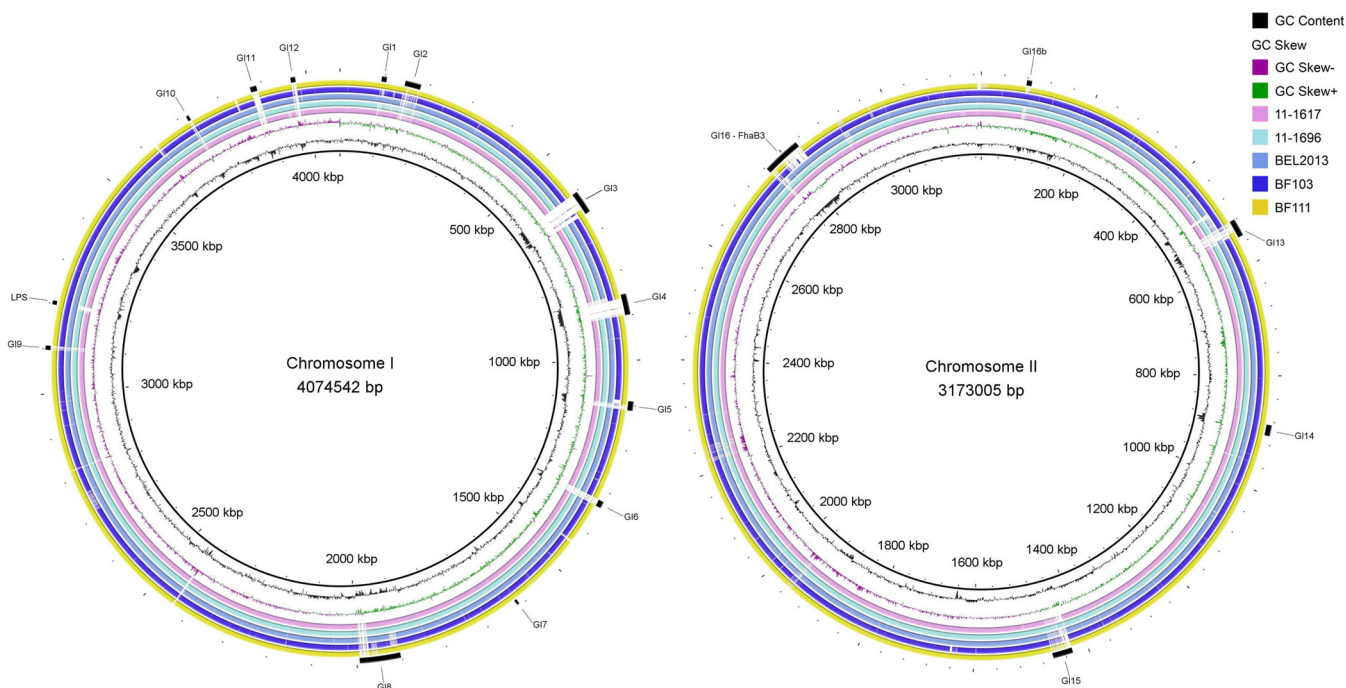 GI12
GI1
GI11
GI2
GI10
4000 kbp
500 kbp
3500 kbp
GI3
LPS
GI4
GI9
Chromosome I
4074542 bp
1000 kbp
3000 kbp
GI5
1500 kbp
GI6
2500 kbp
2000 kbp
GI7
GI8
GI16b
GI16 - FhaB3
3000 kbp
200 kbp
2800 kbp
400 kbp
GI13
2600 kbp
600 kbp
2400 kbp
Chromosome II
3173005 bp
800 kbp
2200 kbp
GI14
1000 kbp
2000 kbp
1200 kbp
1800 kbp
1600 kbp
1400 kbp
GI15
GC Content
GC Skew
GC Skew-
GC Skew+
11-1617
11-1696
BEL2013
BF103
BF111